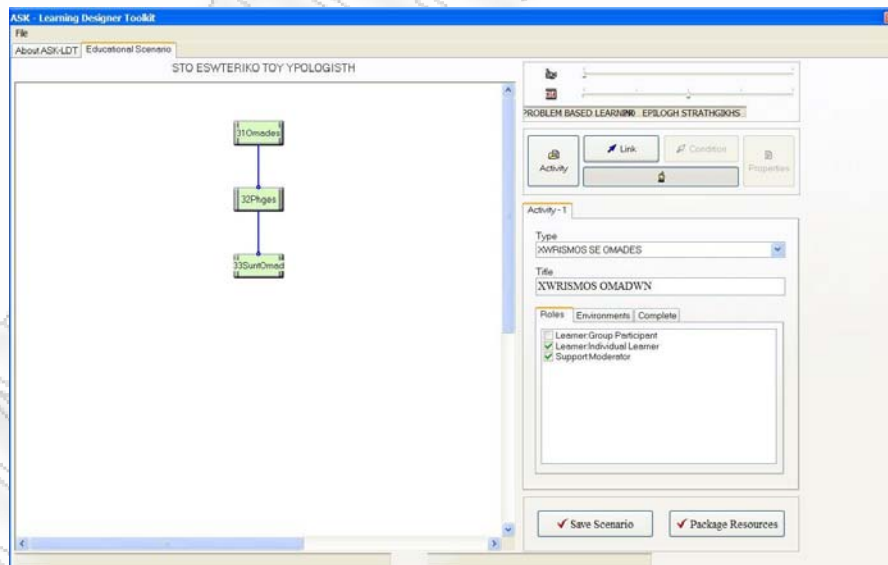 ASK - Learning Designer Toolkit
File
About ASK-LDT Educational Scenario
STO ESWTERIKO TOY YPOLOGISTH
31Omades
32Phges
33SuntOmad
PROBLEM BASED LEARNING EPILOGH STRATHGIKHS
Activity
Link
Condition
Properties
Activity - 1
Type
XWRISMOS SE OMADES
Title
XWRISMOS OMADWN
Roles Environments Complete
Learner:Group Participant
Learner:Individual Learner
Support:Moderator
Save Scenario
Package Resources